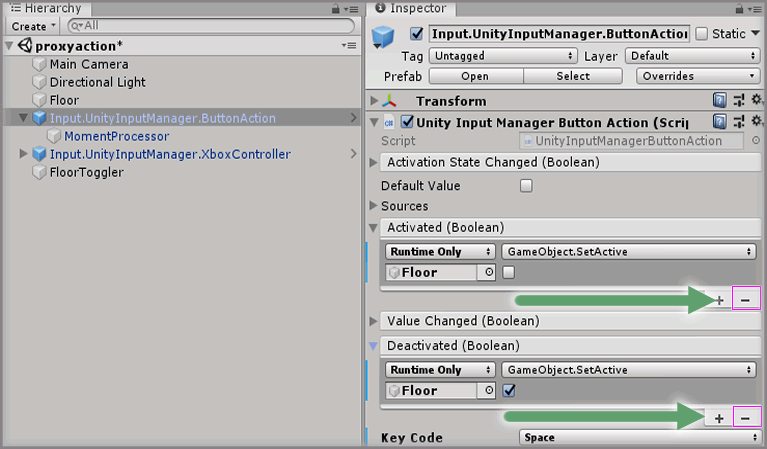 Hierarchy
Create
All
proxyaction*
Main Camera
Directional Light
Floor
Input.UnityInputManager.ButtonAction
MomentProcessor
Input.UnityInputManager.XboxController
FloorToggler
Inspector
Input.UnityInputManager.ButtonAction Static
Tag Untagged Layer Default
Prefab Open Select Overrides
Transform
Unity Input Manager Button Action (Scrip
Script UnityInputManagerButtonAction
Activation State Changed (Boolean)
Default Value
Sources
Activated (Boolean)
Runtime Only GameObject.SetActive
Floor
+ −
Value Changed (Boolean)
Deactivated (Boolean)
Runtime Only GameObject.SetActive
Floor
+ −
Key Code Space